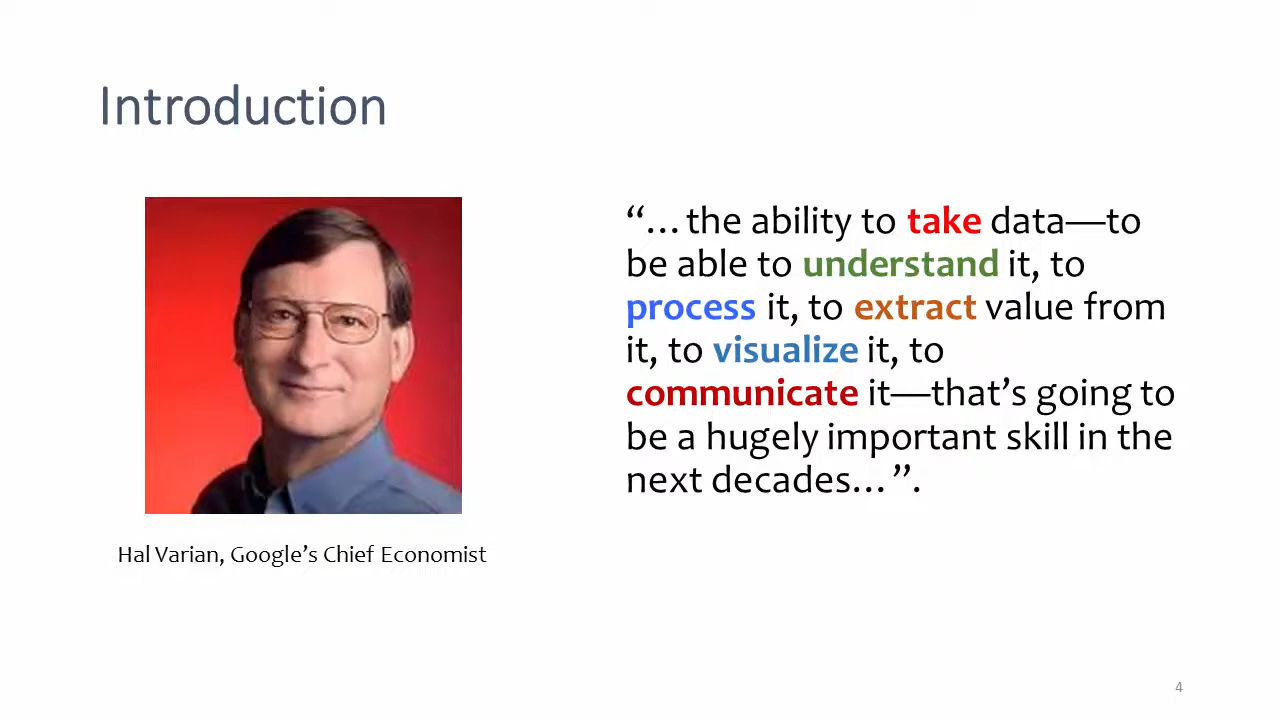 Introduction
“…the ability to take data—to
be able to understand it, to
process it, to extract value from
it, to visualize it, to
communicate it—that’s going to
be a hugely important skill in the
next decades… ”.
Hal Varian, Google’s Chief Economist
4